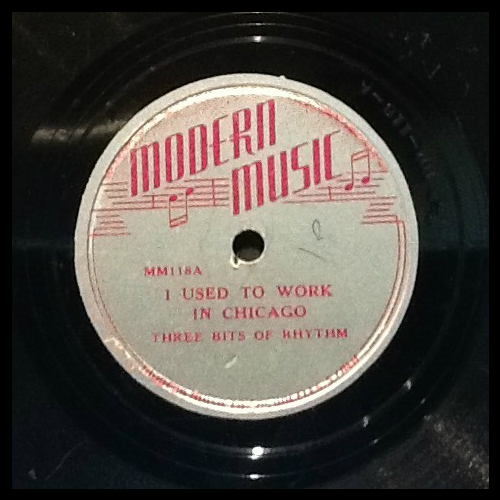 MODERN
MUSIC
MM118A
I USED TO WORK
IN CHICAGO
THREE BITS OF RHYTHM